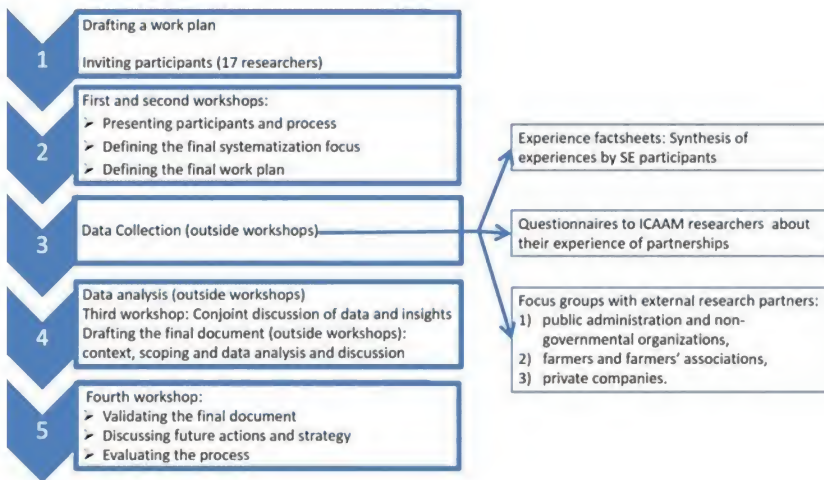 1
Drafting a work plan
Inviting participants (17 researchers)
2
First and second workshops:
➢ Presenting participants and process
➢ Defining the final systematization focus
➢ Defining the final work plan
3
Data Collection (outside workshops)
Experience factsheets: Synthesis of
experiences by SE participants
Questionnaires to ICAAM researchers about
their experience of partnerships
Focus groups with external research partners:
1) public administration and non-
governmental organizations,
2) farmers and farmers' associations,
3) private companies.
4
Data analysis (outside workshops)
Third workshop: Conjoint discussion of data and insights
Drafting the final document (outside workshops):
context, scoping and data analysis and discussion
5
Fourth workshop:
➢ Validating the final document
➢ Discussing future actions and strategy
➢ Evaluating the process